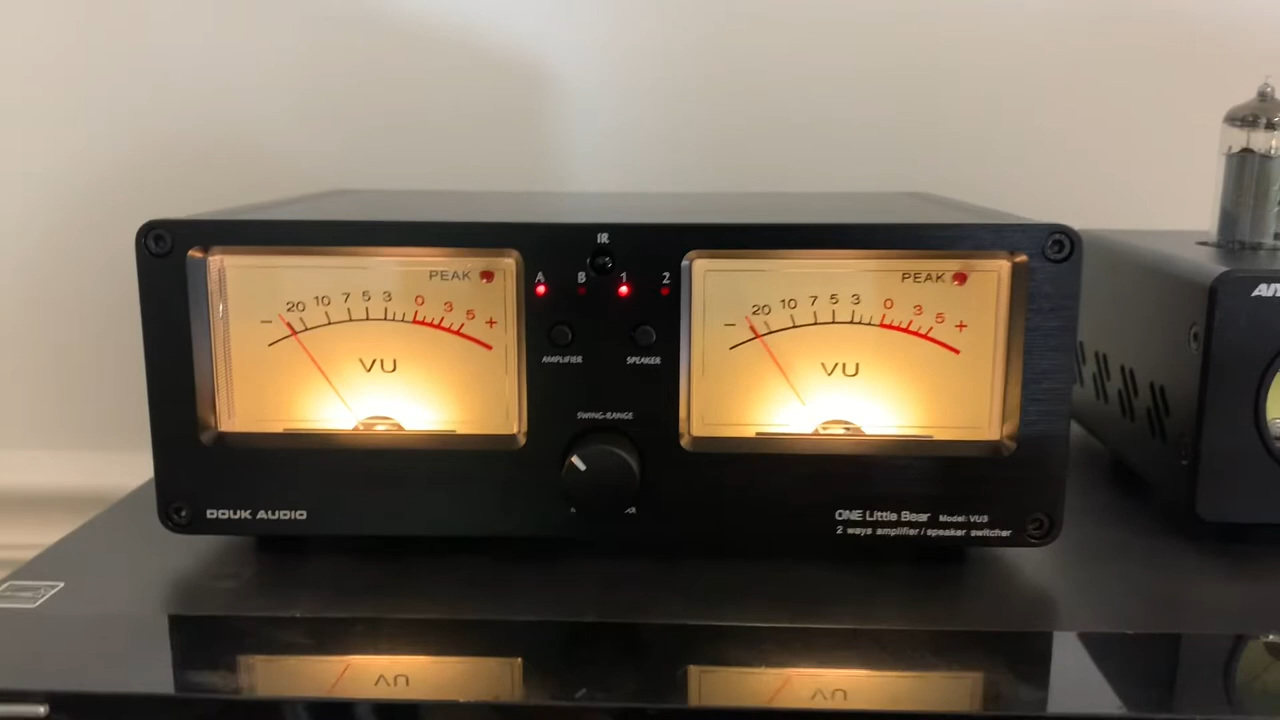 IR
A B 1 2
PEAK
- 20 10 7 5 3 0 3 5 +
VU
AMPLIFIER SPEAKER
PEAK
- 20 10 7 5 3 0 3 5 +
VU
SWING-RANGE
DOUK AUDIO
ONE Little Bear Model: VU3
2 ways amplifier / speaker switcher